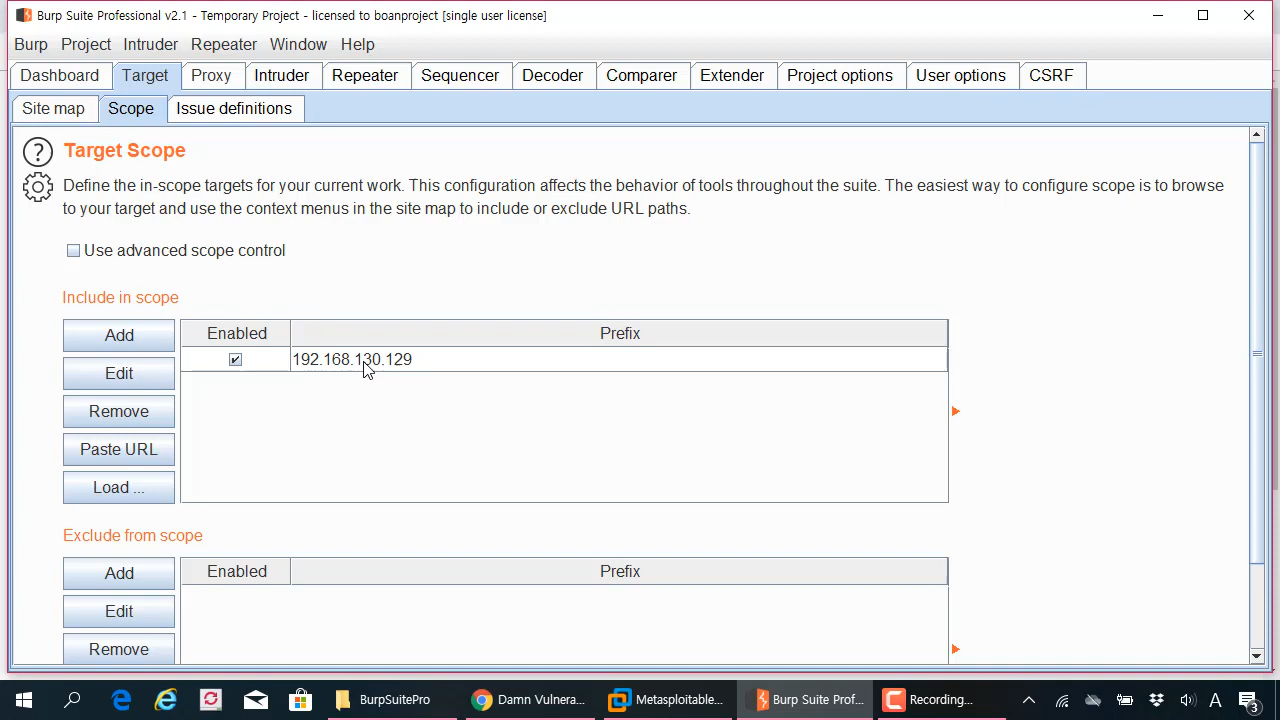 Burp Suite Professional v2.1 - Temporary Project - licensed to boanproject [single user license]
Burp Project Intruder Repeater Window Help
Dashboard Target Proxy Intruder Repeater Sequencer Decoder Comparer Extender Project options User options CSRF
Site map Scope Issue definitions
? Target Scope
Define the in-scope targets for your current work. This configuration affects the behavior of tools throughout the suite. The easiest way to configure scope is to browse
to your target and use the context menus in the site map to include or exclude URL paths.
Use advanced scope control
Include in scope
Add Enabled Prefix
192.168.130.129
Edit
Remove
Paste URL
Load ...
Exclude from scope
Add Enabled Prefix
Edit
Remove
BurpSuitePro Damn Vulnera... Metasploitable... Burp Suite Prof... Recording... A 3